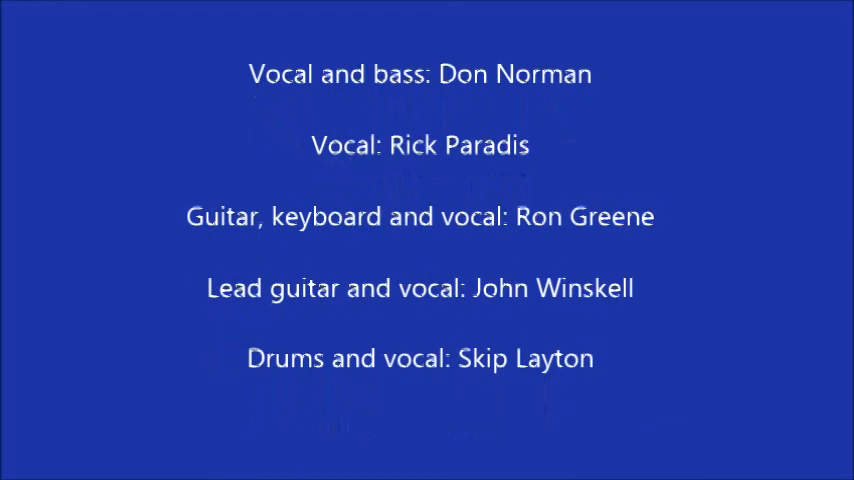 Vocal and bass: Don Norman
Vocal: Rick Paradis
Guitar, keyboard and vocal: Ron Greene
Lead guitar and vocal: John Winskell
Drums and vocal: Skip Layton